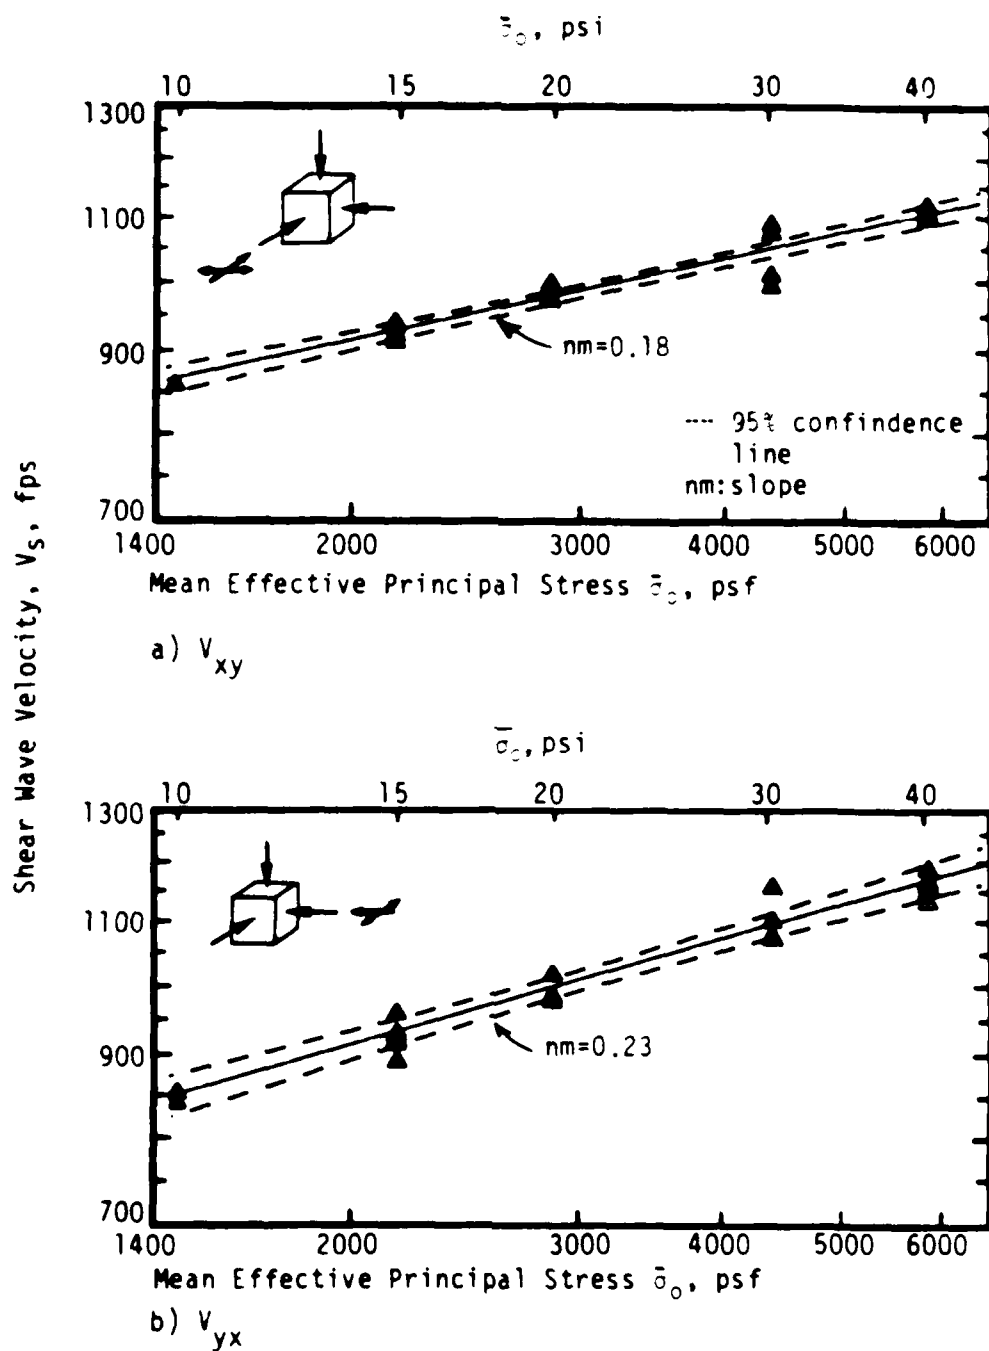 σ̄o, psi
10 15 20 30 40
1300
1100
900
700
nm=0.18
---- 95% confindence
line
nm:slope
1400 2000 3000 4000 5000 6000
Mean Effective Principal Stress σ̄o, psf
a) Vxy
Shear Wave Velocity, Vs, fps
σ̄o, psi
10 15 20 30 40
1300
1100
900
700
nm=0.23
1400 2000 3000 4000 5000 6000
Mean Effective Principal Stress σ̄o, psf
b) Vyx